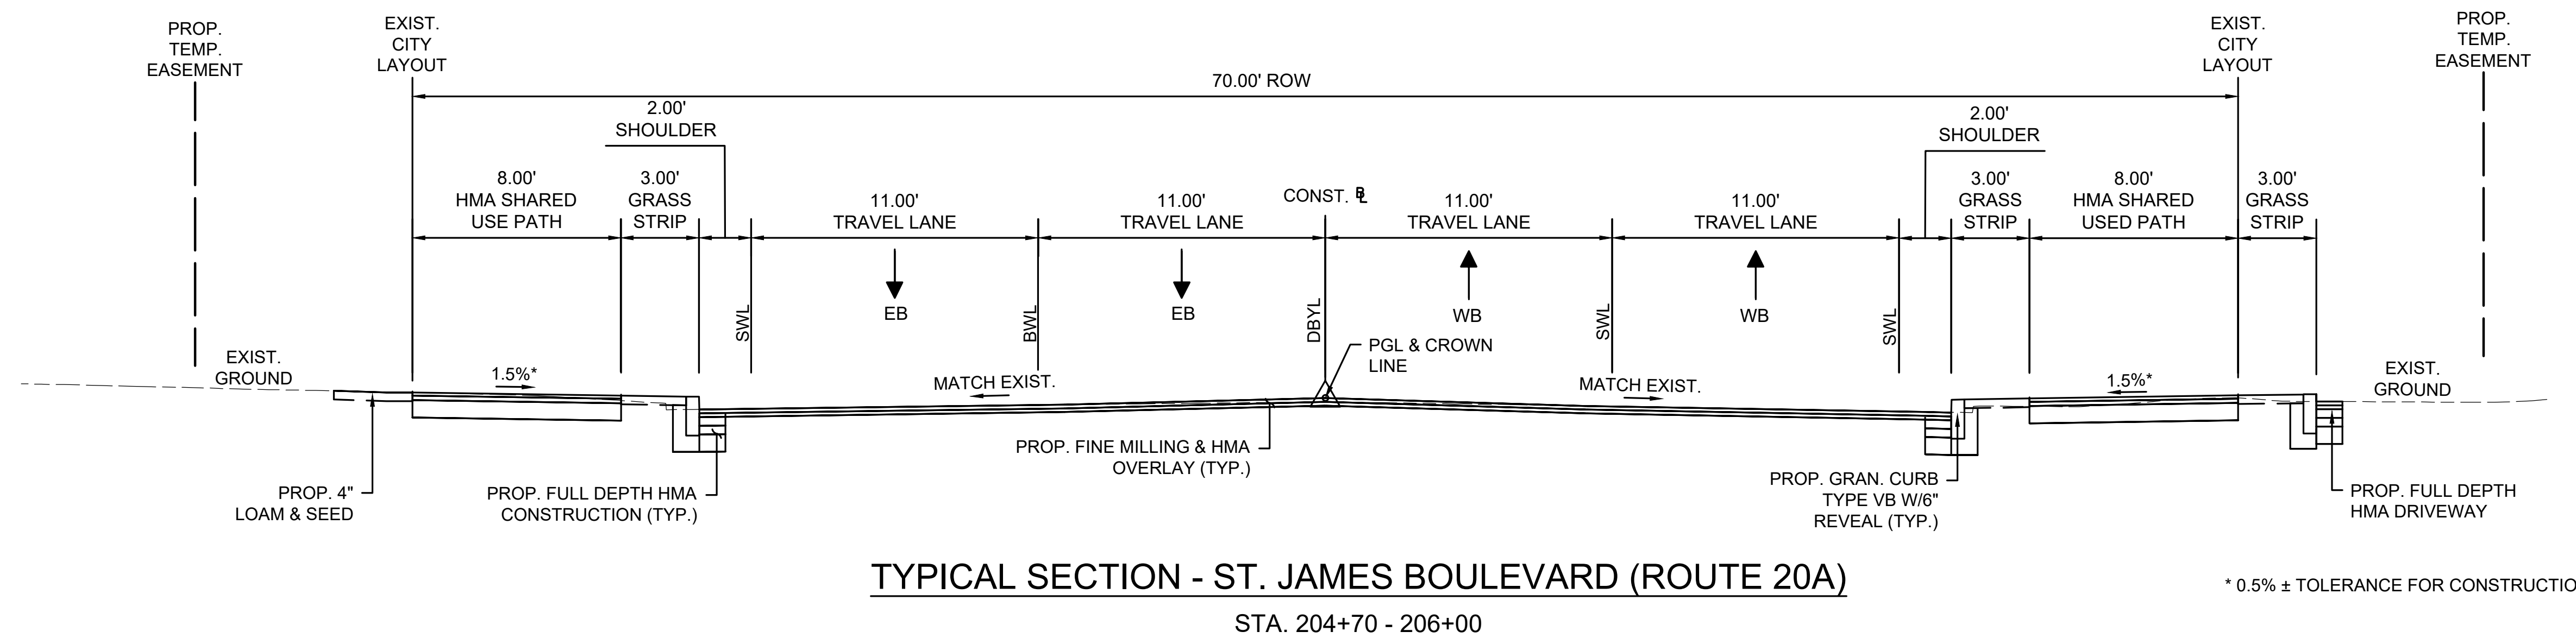 PROP.
TEMP.
EASEMENT
EXIST.
CITY
LAYOUT
70.00' ROW
EXIST.
CITY
LAYOUT
PROP.
TEMP.
EASEMENT
2.00'
SHOULDER
2.00'
SHOULDER
8.00'
HMA SHARED
USE PATH
3.00'
GRASS
STRIP
11.00'
TRAVEL LANE
11.00'
TRAVEL LANE
CONST. BL
11.00'
TRAVEL LANE
11.00'
TRAVEL LANE
3.00'
GRASS
STRIP
8.00'
HMA SHARED
USED PATH
3.00'
GRASS
STRIP
SWL
EB
BWL
EB
DBYL
WB
SWL
WB
SWL
EXIST.
GROUND
1.5%*
MATCH EXIST.
PGL & CROWN
LINE
MATCH EXIST.
1.5%*
EXIST.
GROUND
PROP. 4"
LOAM & SEED
PROP. FULL DEPTH HMA
CONSTRUCTION (TYP.)
PROP. FINE MILLING & HMA
OVERLAY (TYP.)
PROP. GRAN. CURB
TYPE VB W/6"
REVEAL (TYP.)
PROP. FULL DEPTH
HMA DRIVEWAY
TYPICAL SECTION - ST. JAMES BOULEVARD (ROUTE 20A)
STA. 204+70 - 206+00
* 0.5% ± TOLERANCE FOR CONSTRUCTIO